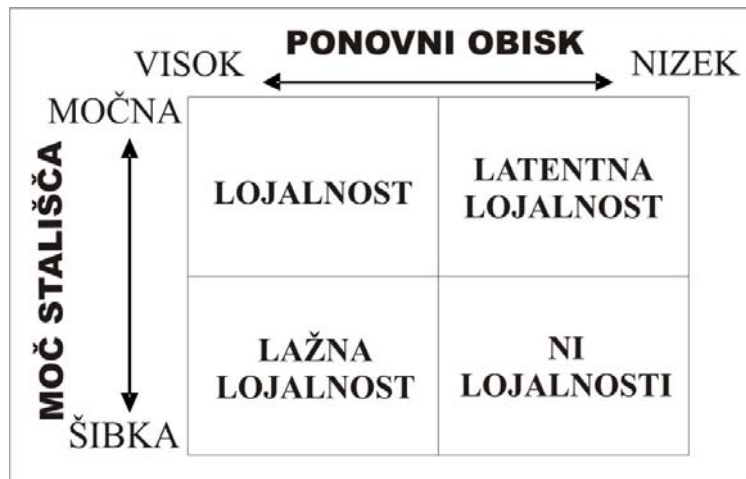 PONOVNI OBISK
VISOK
NIZEK
MOČNA
MOČ STALIŠČA
ŠIBKA
LOJALNOST
LATENTNA
LOJALNOST
LAŽNA
LOJALNOST
NI
LOJALNOSTI